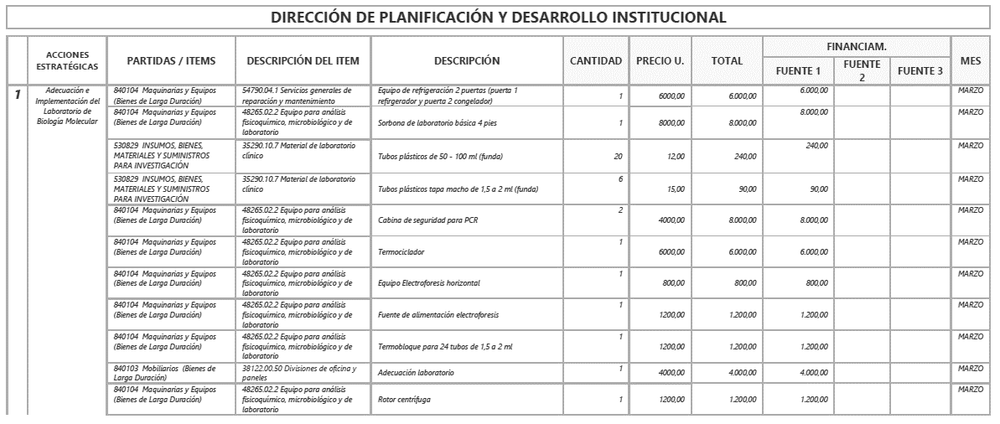 DIRECCIÓN DE PLANIFICACIÓN Y DESARROLLO INSTITUCIONAL
ACCIONES ESTRATÉGICAS PARTIDAS / ITEMS DESCRIPCIÓN DEL ITEM DESCRIPCIÓN CANTIDAD PRECIO U. TOTAL FINANCIAM. MES
FUENTE 1 FUENTE 2 FUENTE 3
1 Adecuación e Implementación del Laboratorio de Biología Molecular
840104 Maquinarias y Equipos (Bienes de Larga Duración) 54790.04.1 Servicios generales de reparación y mantenimiento Equipo de refrigeración 2 puertas (puerta 1 refirgerador y puerta 2 congelador) 1 6000,00 6.000,00 6.000,00 MARZO
840104 Maquinarias y Equipos (Bienes de Larga Duración) 48265.02.2 Equipo para análisis fisicoquímico, microbiológico y de laboratorio Sorbona de laboratorio básica 4 pies 1 8000,00 8.000,00 8.000,00 MARZO
530829 INSUMOS, BIENES, MATERIALES Y SUMINISTROS PARA INVESTIGACIÓN 35290.10.7 Material de laboratorio clínico Tubos plásticos de 50 - 100 ml (funda) 20 12,00 240,00 240,00 MARZO
530829 INSUMOS, BIENES, MATERIALES Y SUMINISTROS PARA INVESTIGACIÓN 35290.10.7 Material de laboratorio clínico Tubos plásticos tapa macho de 1,5 a 2 ml (funda) 6 15,00 90,00 90,00 MARZO
840104 Maquinarias y Equipos (Bienes de Larga Duración) 48265.02.2 Equipo para análisis fisicoquímico, microbiológico y de laboratorio Cabina de seguridad para PCR 2 4000,00 8.000,00 8.000,00 MARZO
840104 Maquinarias y Equipos (Bienes de Larga Duración) 48265.02.2 Equipo para análisis fisicoquímico, microbiológico y de laboratorio Termociclador 1 6000,00 6.000,00 6.000,00 MARZO
840104 Maquinarias y Equipos (Bienes de Larga Duración) 48265.02.2 Equipo para análisis fisicoquímico, microbiológico y de laboratorio Equipo Electroforesis horizontal 1 800,00 800,00 800,00 MARZO
840104 Maquinarias y Equipos (Bienes de Larga Duración) 48265.02.2 Equipo para análisis fisicoquímico, microbiológico y de laboratorio Fuente de alimentación electroforesis 1 1200,00 1.200,00 1.200,00 MARZO
840104 Maquinarias y Equipos (Bienes de Larga Duración) 48265.02.2 Equipo para análisis fisicoquímico, microbiológico y de laboratorio Termobloque para 24 tubos de 1,5 a 2 ml 1 1200,00 1.200,00 1.200,00 MARZO
840103 Mobiliarios (Bienes de Larga Duración) 38122.00.50 Divisiones de oficina y paneles Adecuación laboratorio 1 4000,00 4.000,00 4.000,00 MARZO
840104 Maquinarias y Equipos (Bienes de Larga Duración) 48265.02.2 Equipo para análisis fisicoquímico, microbiológico y de laboratorio Rotor centrífuga 1 1200,00 1.200,00 1.200,00 MARZO